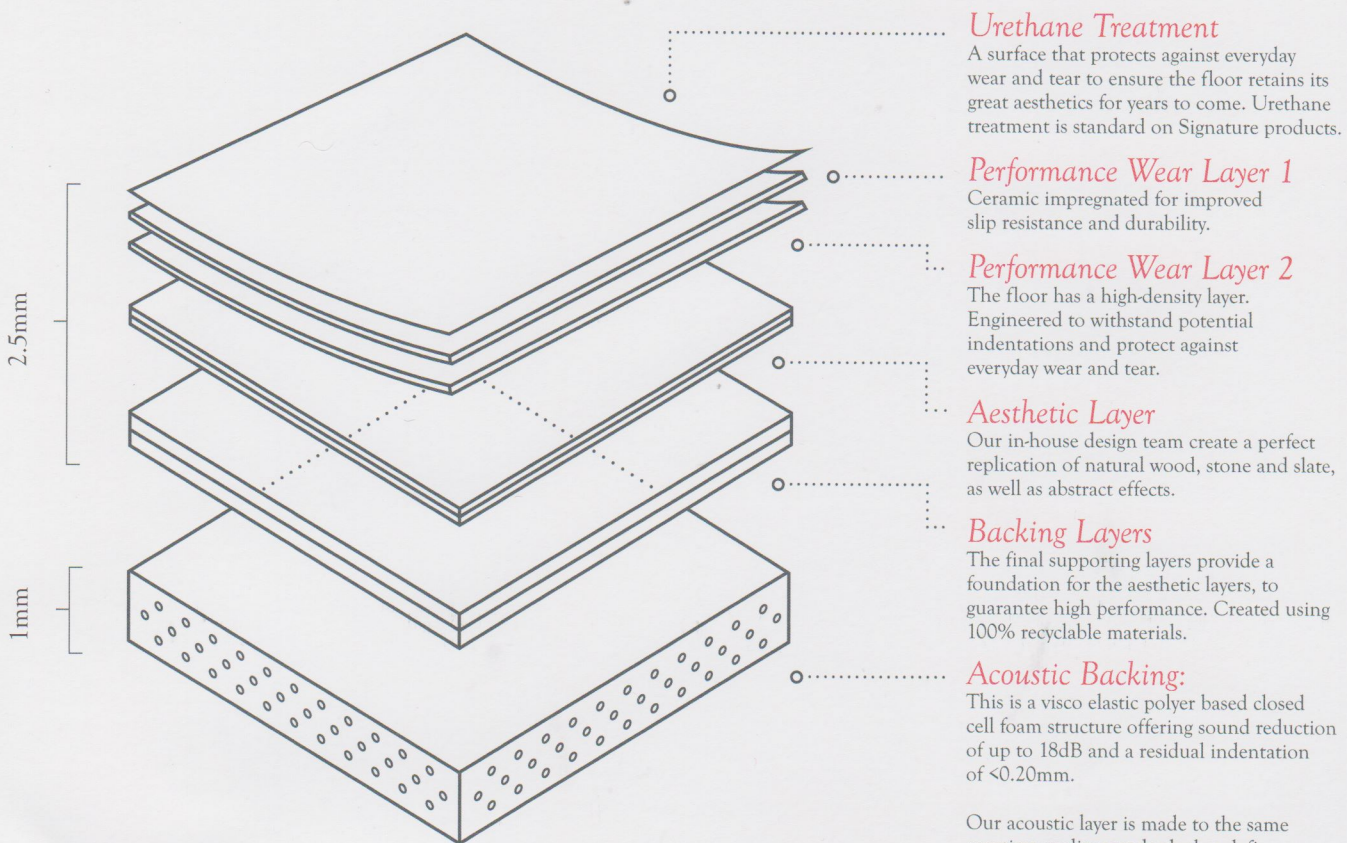 Urethane Treatment
A surface that protects against everyday
wear and tear to ensure the floor retains its
great aesthetics for years to come. Urethane
treatment is standard on Signature products.
Performance Wear Layer 1
Ceramic impregnated for improved
slip resistance and durability.
Performance Wear Layer 2
The floor has a high-density layer.
Engineered to withstand potential
indentations and protect against
everyday wear and tear.
Aesthetic Layer
Our in-house design team create a perfect
replication of natural wood, stone and slate,
as well as abstract effects.
Backing Layers
The final supporting layers provide a
foundation for the aesthetic layers, to
guarantee high performance. Created using
100% recyclable materials.
Acoustic Backing:
This is a visco elastic polyer based closed
cell foam structure offering sound reduction
of up to 18dB and a residual indentation
of <0.20mm.
Our acoustic layer is made to the same
2.5mm
1mm